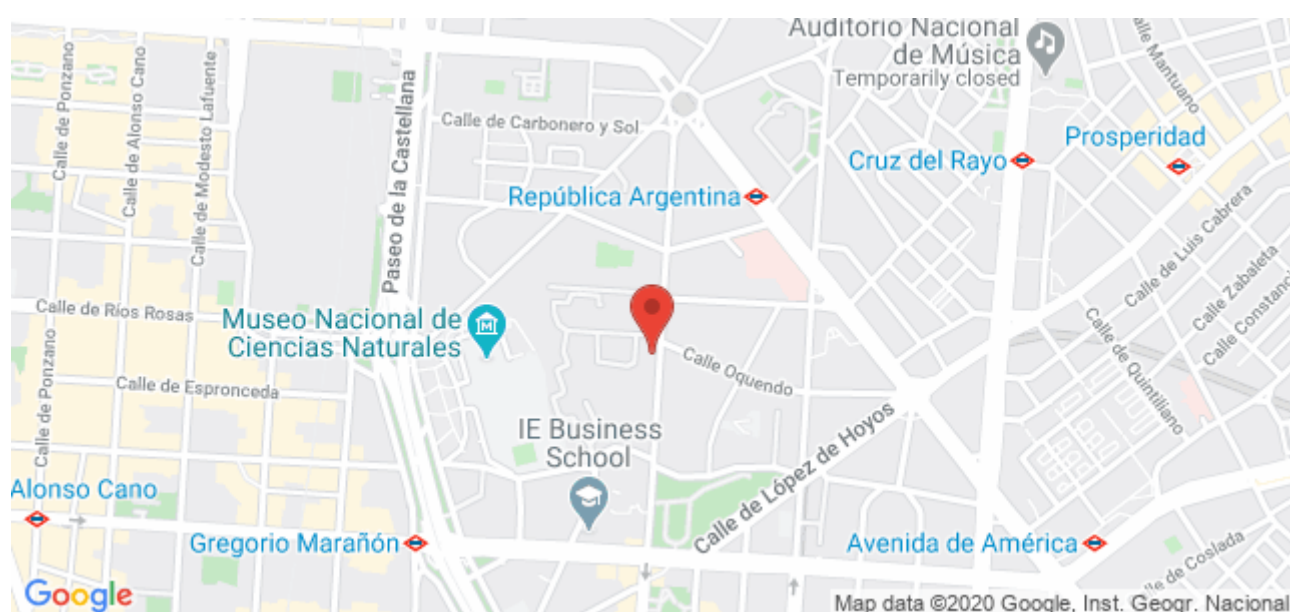 Auditorio Nacional
de Música
Temporarily closed
Calle Mantuano
Calle de Ponzano
Calle de Alonso Cano
Calle de Modesto Lafuente
Paseo de la Castellana
Calle de Carbonero y Sol
Prosperidad
Cruz del Rayo
República Argentina
Calle de Luis Cabrera
Calle Zabaleta
Calle Constanc
Calle de Ríos Rosas
Museo Nacional de
Ciencias Naturales
Calle Oquendo
Calle de Quintiliano
Calle de Espronceda
Calle de Ponzano
IE Business
School
Calle de López de Hoyos
Alonso Cano
Gregorio Marañón
Avenida de América
lle de Coslada
Google
Map data ©2020 Google, Inst. Geogr. Nacional